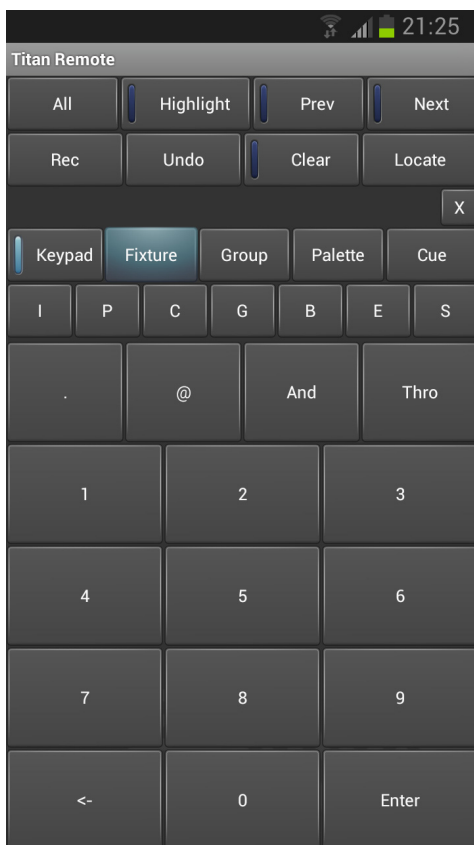 21:25
Titan Remote
All Highlight Prev Next
Rec Undo Clear Locate
X
Keypad Fixture Group Palette Cue
I P C G B E S
. @ And Thro
1 2 3
4 5 6
7 8 9
<- 0 Enter